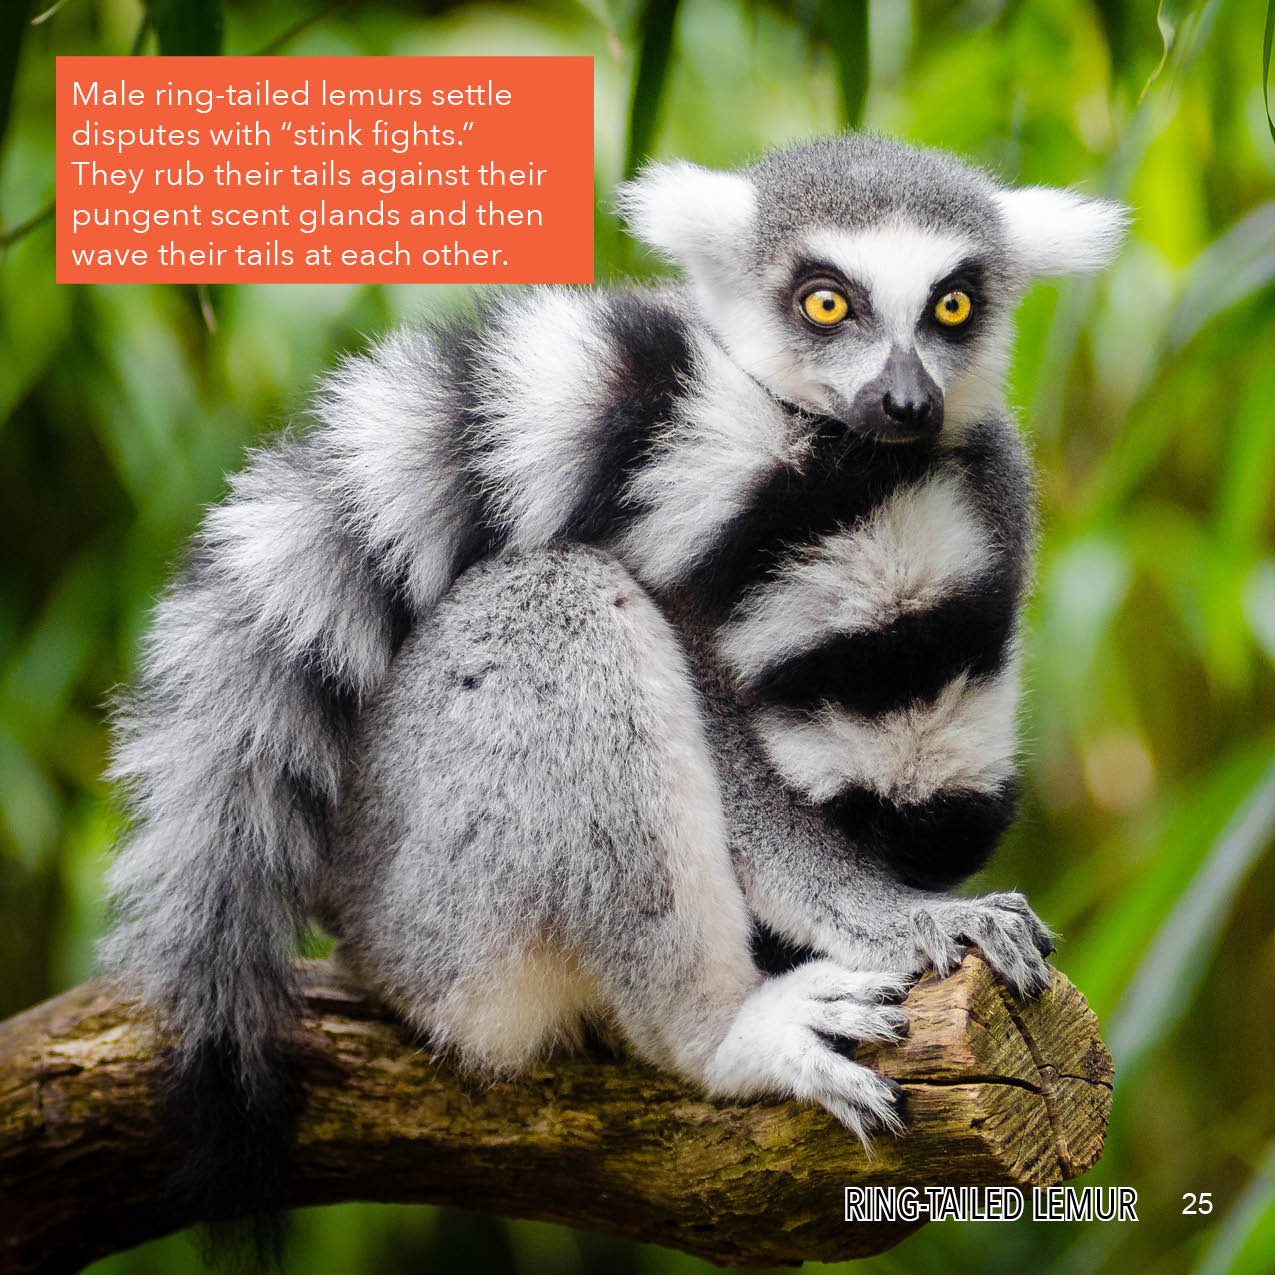 Male ring-tailed lemurs settle
disputes with “stink fights.”
They rub their tails against their
pungent scent glands and then
wave their tails at each other.
RING-TAILED LEMUR 25